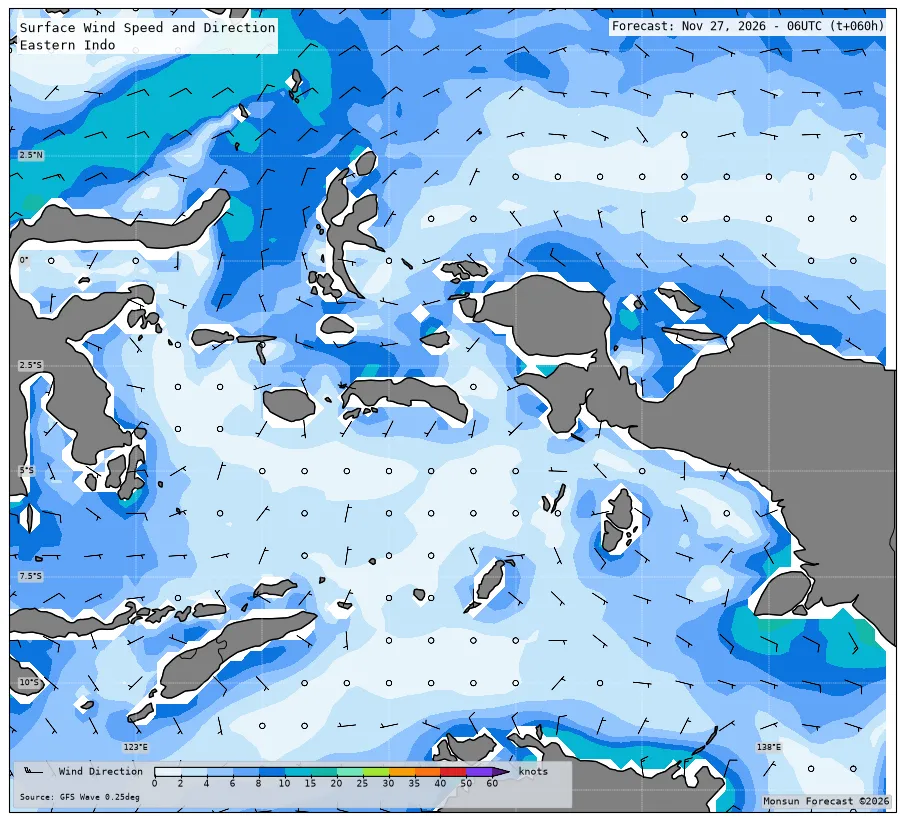 Surface Wind Speed and Direction
Eastern Indo
Forecast: Nov 27, 2026 - 06UTC (t+060h)
2.5°N
0°
2.5°S
5°S
7.5°S
10°S
123°E
138°E
Wind Direction
knots
0 2 4 6 8 10 15 20 25 30 35 40 50 60
Source: GFS Wave 0.25deg
Monsun Forecast ©2026